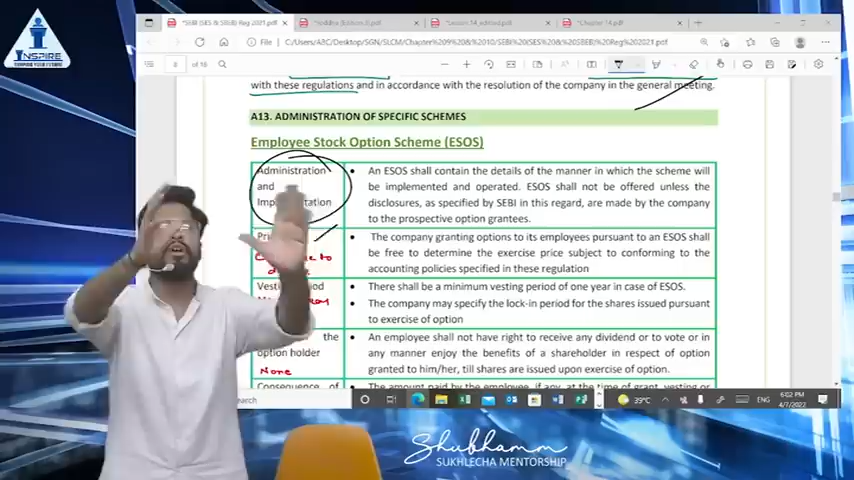 INSPIRE
*SEBI (SES & SBEB) Reg 2021.pdf
File
C:/Users/ABC/Desktop/SGN/SLCM/Chapter%209%20&%2010/SEBI%20(SES%20&%20SBEB)%20Reg%202021.pdf
8 of 16
with these regulations and in accordance with the resolution of the company in the general meeting.
A13. ADMINISTRATION OF SPECIFIC SCHEMES
Employee Stock Option Scheme (ESOS)
Administration and
• An ESOS shall contain the details of the manner in which the scheme will
be implemented and operated. ESOS shall not be offered unless the
disclosures, as specified by SEBI in this regard, are made by the company
to the prospective option grantees.
• The company granting options to its employees pursuant to an ESOS shall
be free to determine the exercise price subject to conforming to the
accounting policies specified in these regulation
Vesting
• There shall be a minimum vesting period of one year in case of ESOS.
• The company may specify the lock-in period for the shares issued pursuant
to exercise of option
the
option holder
None
• An employee shall not have right to receive any dividend or to vote or in
any manner enjoy the benefits of a shareholder in respect of option
granted to him/her, till shares are issued upon exercise of option.
Consequence of
• The amount paid by the employee, if any, at the time of grant, vesting or
39°C
ENG
6:02 PM
4/7/2022
Shubhamm
SUKHLECHA MENTORSHIP